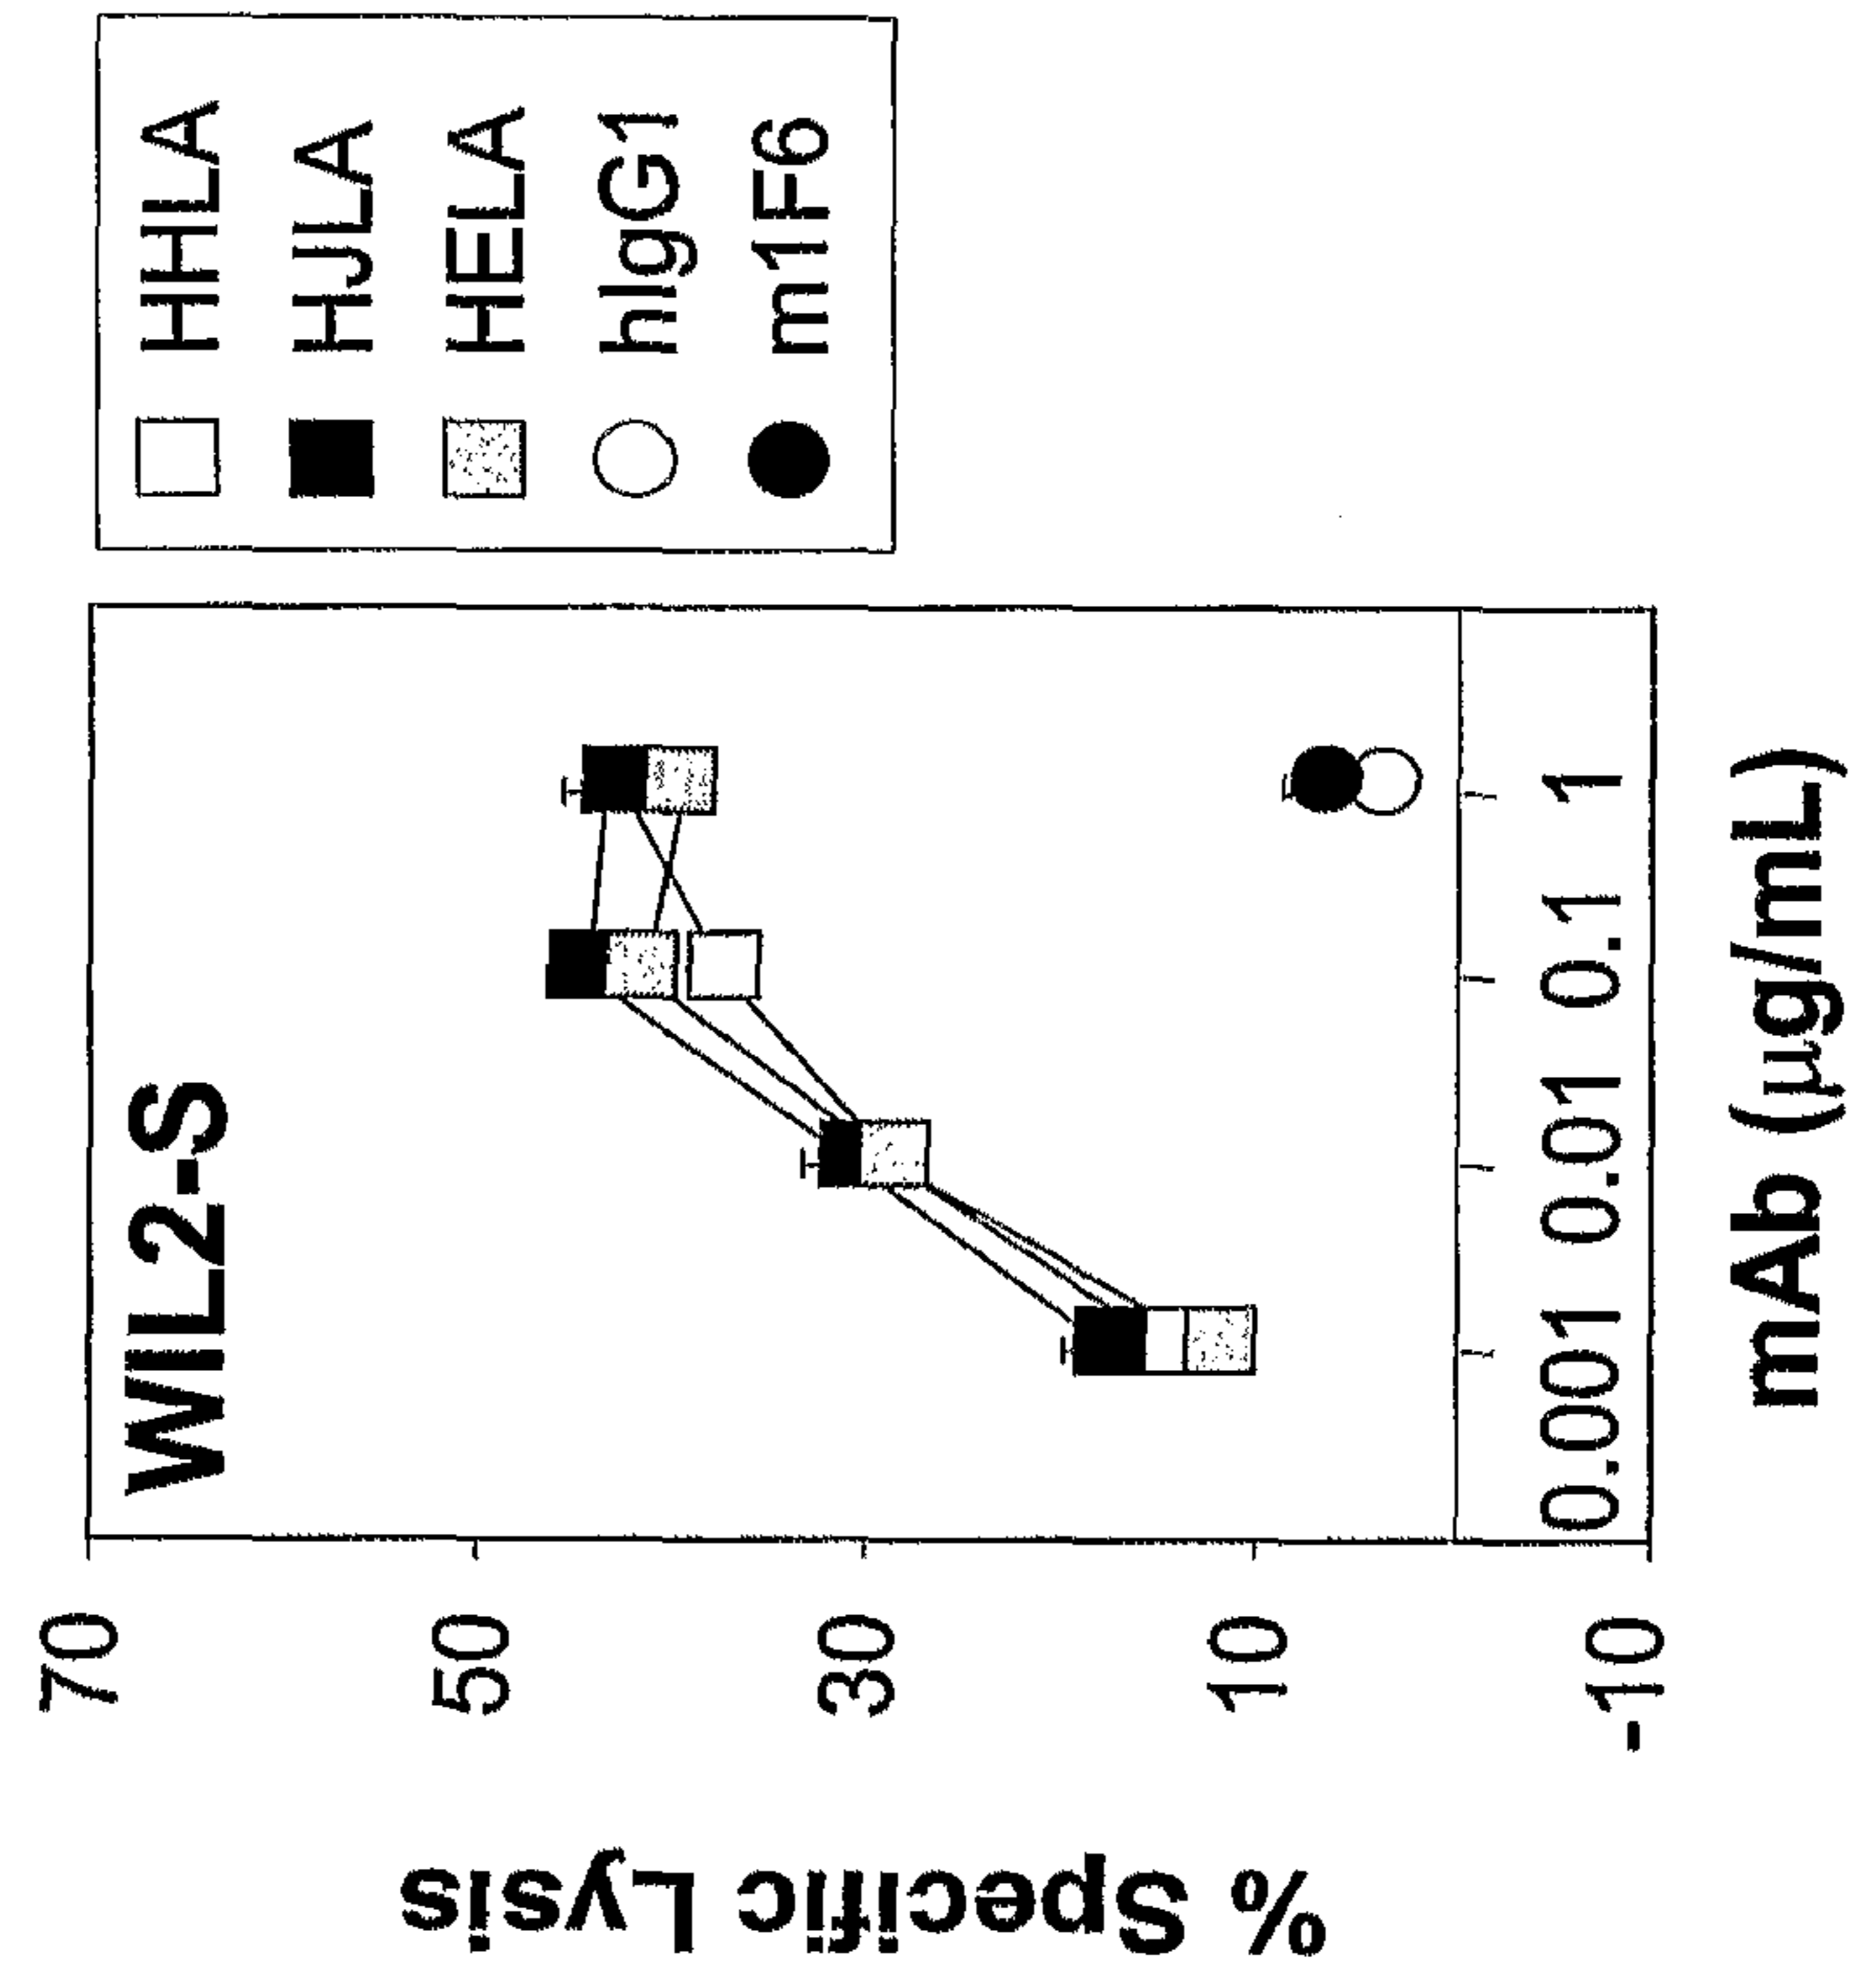 WIL2-S
% Specific Lysis
70
50
30
10
-10
0.001 0.01 0.1 1
mAb (µg/mL)
HHLA
HJLA
HELA
hIgG1
m1F6